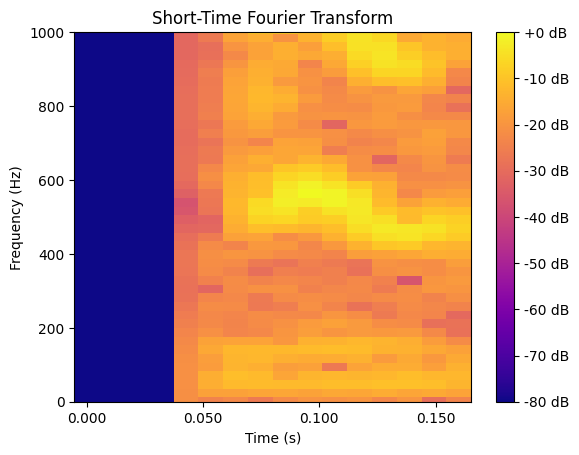 Short-Time Fourier Transform
1000
800
600
400
200
0
Frequency (Hz)
0.000
0.050
0.100
0.150
Time (s)
+0 dB
-10 dB
-20 dB
-30 dB
-40 dB
-50 dB
-60 dB
-70 dB
-80 dB